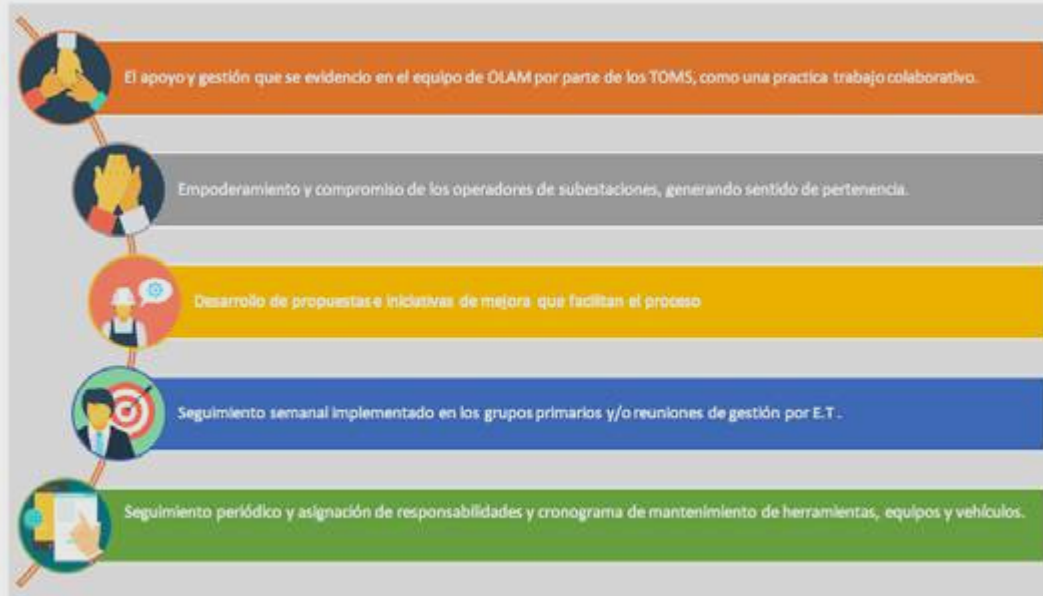 El apoyo y gestión que se evidencio en el equipo de OLAM por parte de los TOMS, como una practica trabajo colaborativo.
Empoderamiento y compromiso de los operadores de subestaciones, generando sentido de pertenencia.
Desarrollo de propuestas e iniciativas de mejora que facilitan el proceso
Seguimiento semanal implementado en los grupos primarios y/o reuniones de gestión por E.T .
Seguimiento periódico y asignación de responsabilidades y cronograma de mantenimiento de herramientas, equipos y vehículos.